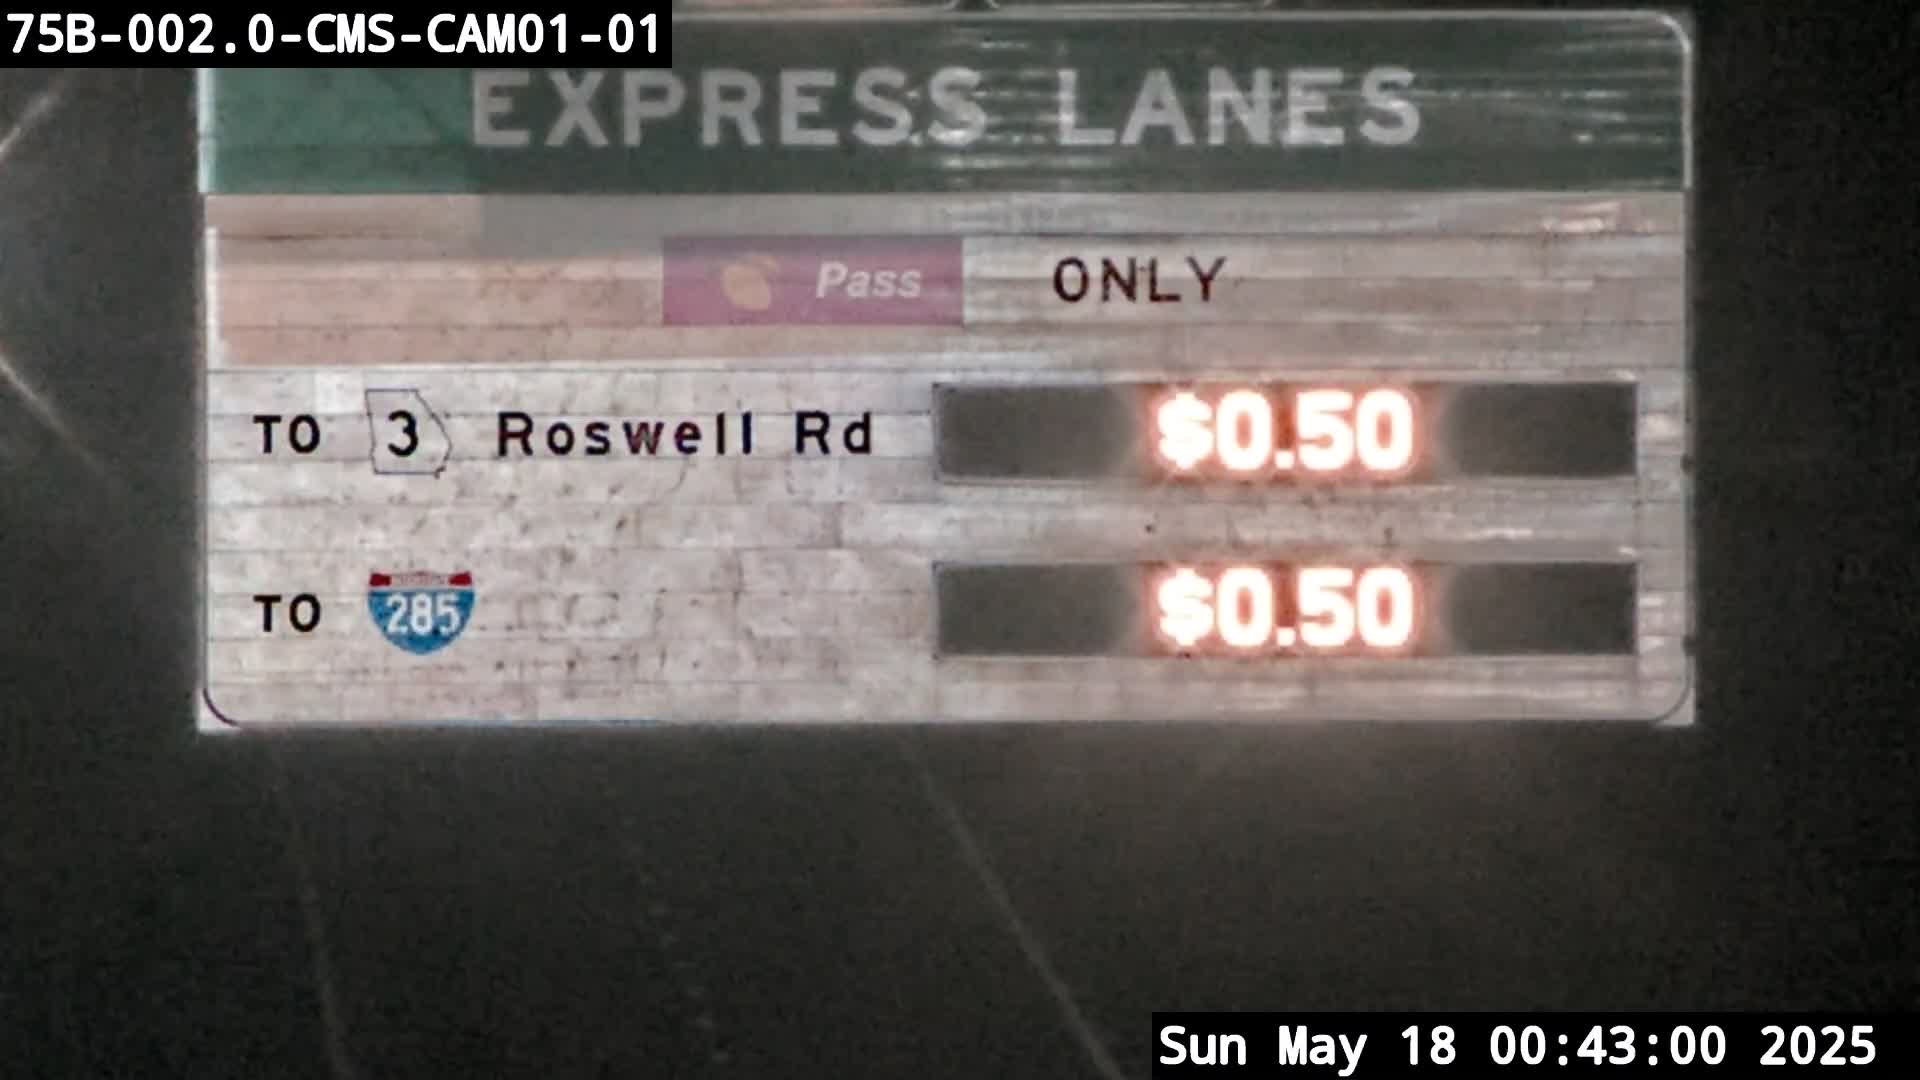 75B-002.0-CMS-CAM01-01
EXPRESS LANES
Pass ONLY
TO 3 Roswell Rd $0.50
TO 285 $0.50
Sun May 18 00:43:00 2025